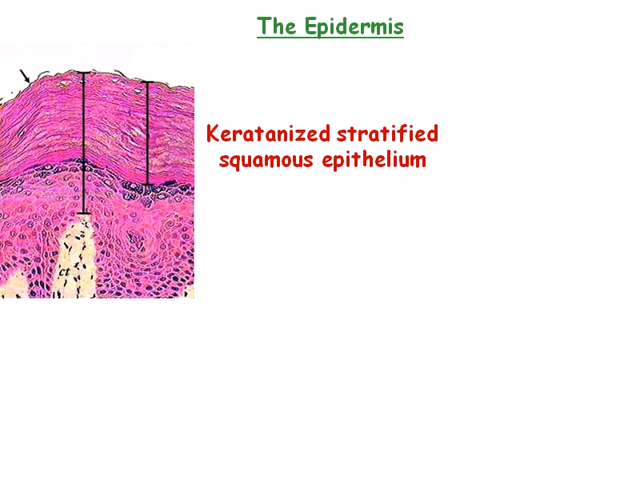 The Epidermis
Keratanized stratified
squamous epithelium
ct